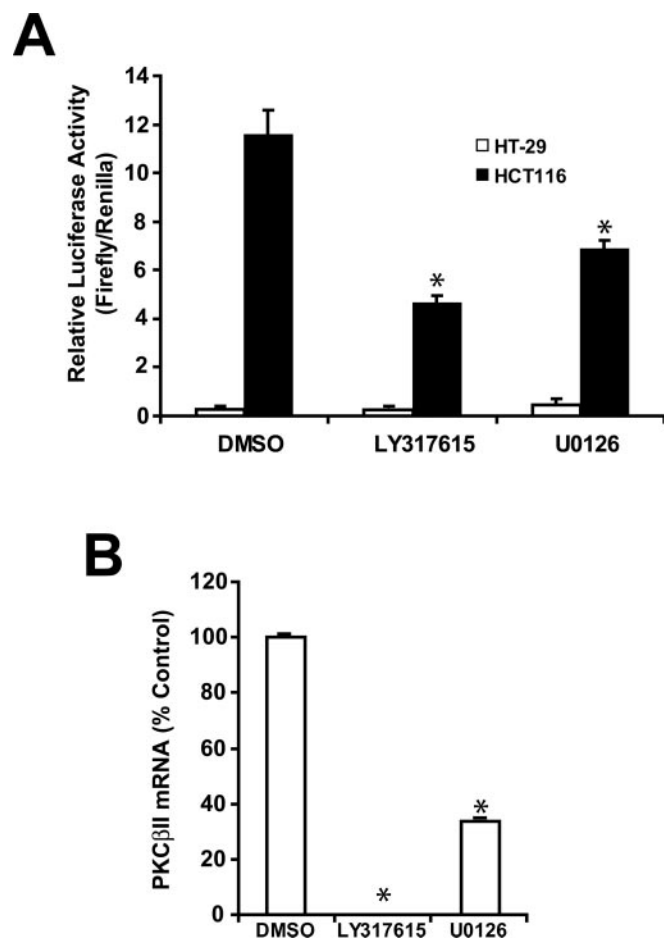 A
Relative Luciferase Activity
(Firefly/Renilla)
14
12
10
8
6
4
2
0
HT-29
HCT116
*
*
DMSO LY317615 U0126
B
PKCβII mRNA (% Control)
120
100
80
60
40
20
0
*
*
DMSO LY317615 U0126